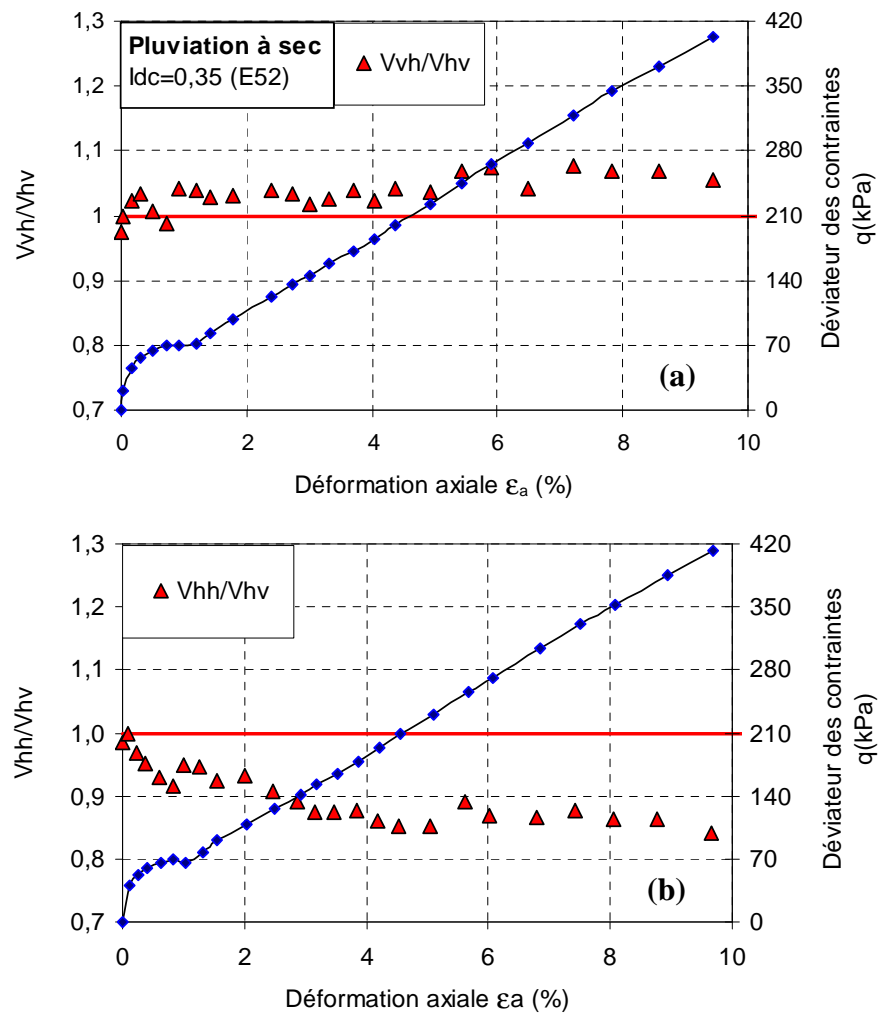 Pluviation à sec
Idc=0,35 (E52)
Vvh/Vhv
1,3
1,2
1,1
1
0,9
0,8
0,7
Vvh/Vhv
420
350
280
210
140
70
0
Déviateur des contraintes
q(kPa)
(a)
0
2
4
6
8
10
Déformation axiale εa (%)
Vhh/Vhv
1,3
1,2
1,1
1,0
0,9
0,8
0,7
Vhh/Vhv
420
350
280
210
140
70
0
Déviateur des contraintes
q(kPa)
(b)
0
2
4
6
8
10
Déformation axiale εa (%)